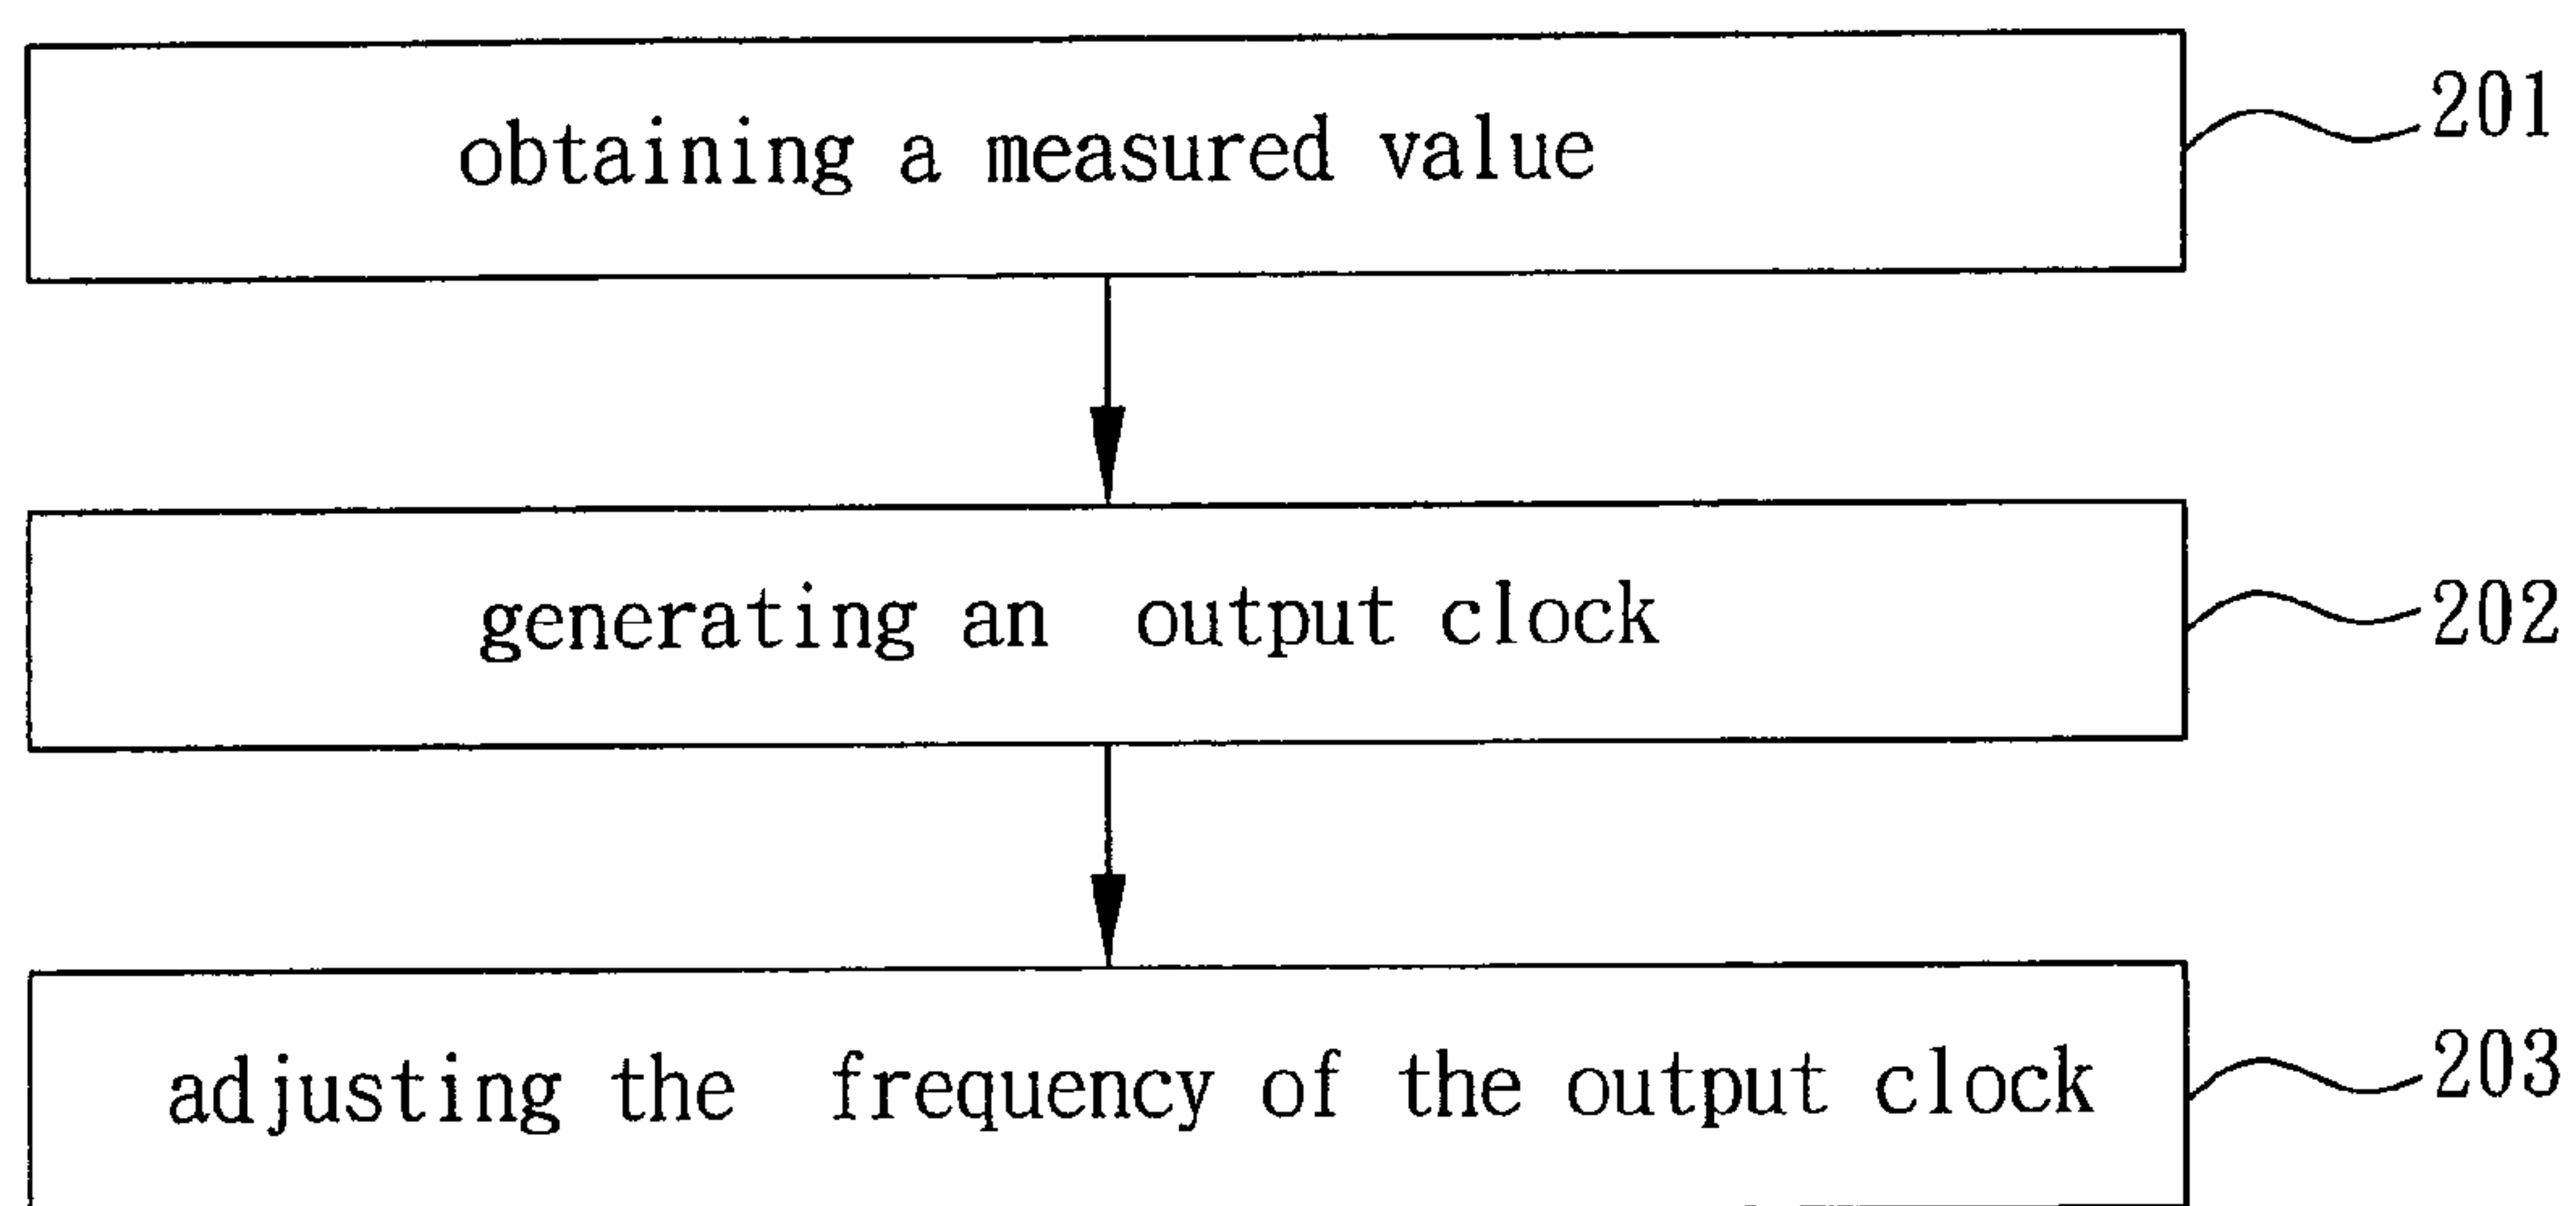 obtaining a measured value
201
generating an output clock
202
adjusting the frequency of the output clock
203